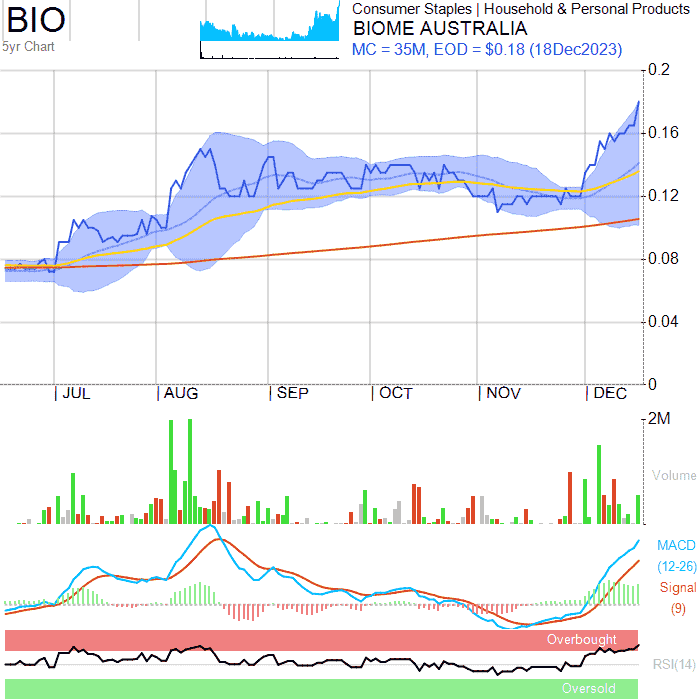 BIO
5yr Chart
Consumer Staples | Household & Personal Products
BIOME AUSTRALIA
MC = 35M, EOD = $0.18 (18Dec2023)
0.2
0.16
0.12
0.08
0.04
0
JUL
AUG
SEP
OCT
NOV
DEC
2M
Volume
MACD
(12-26)
Signal
(9)
Overbought
RSI(14)
Oversold